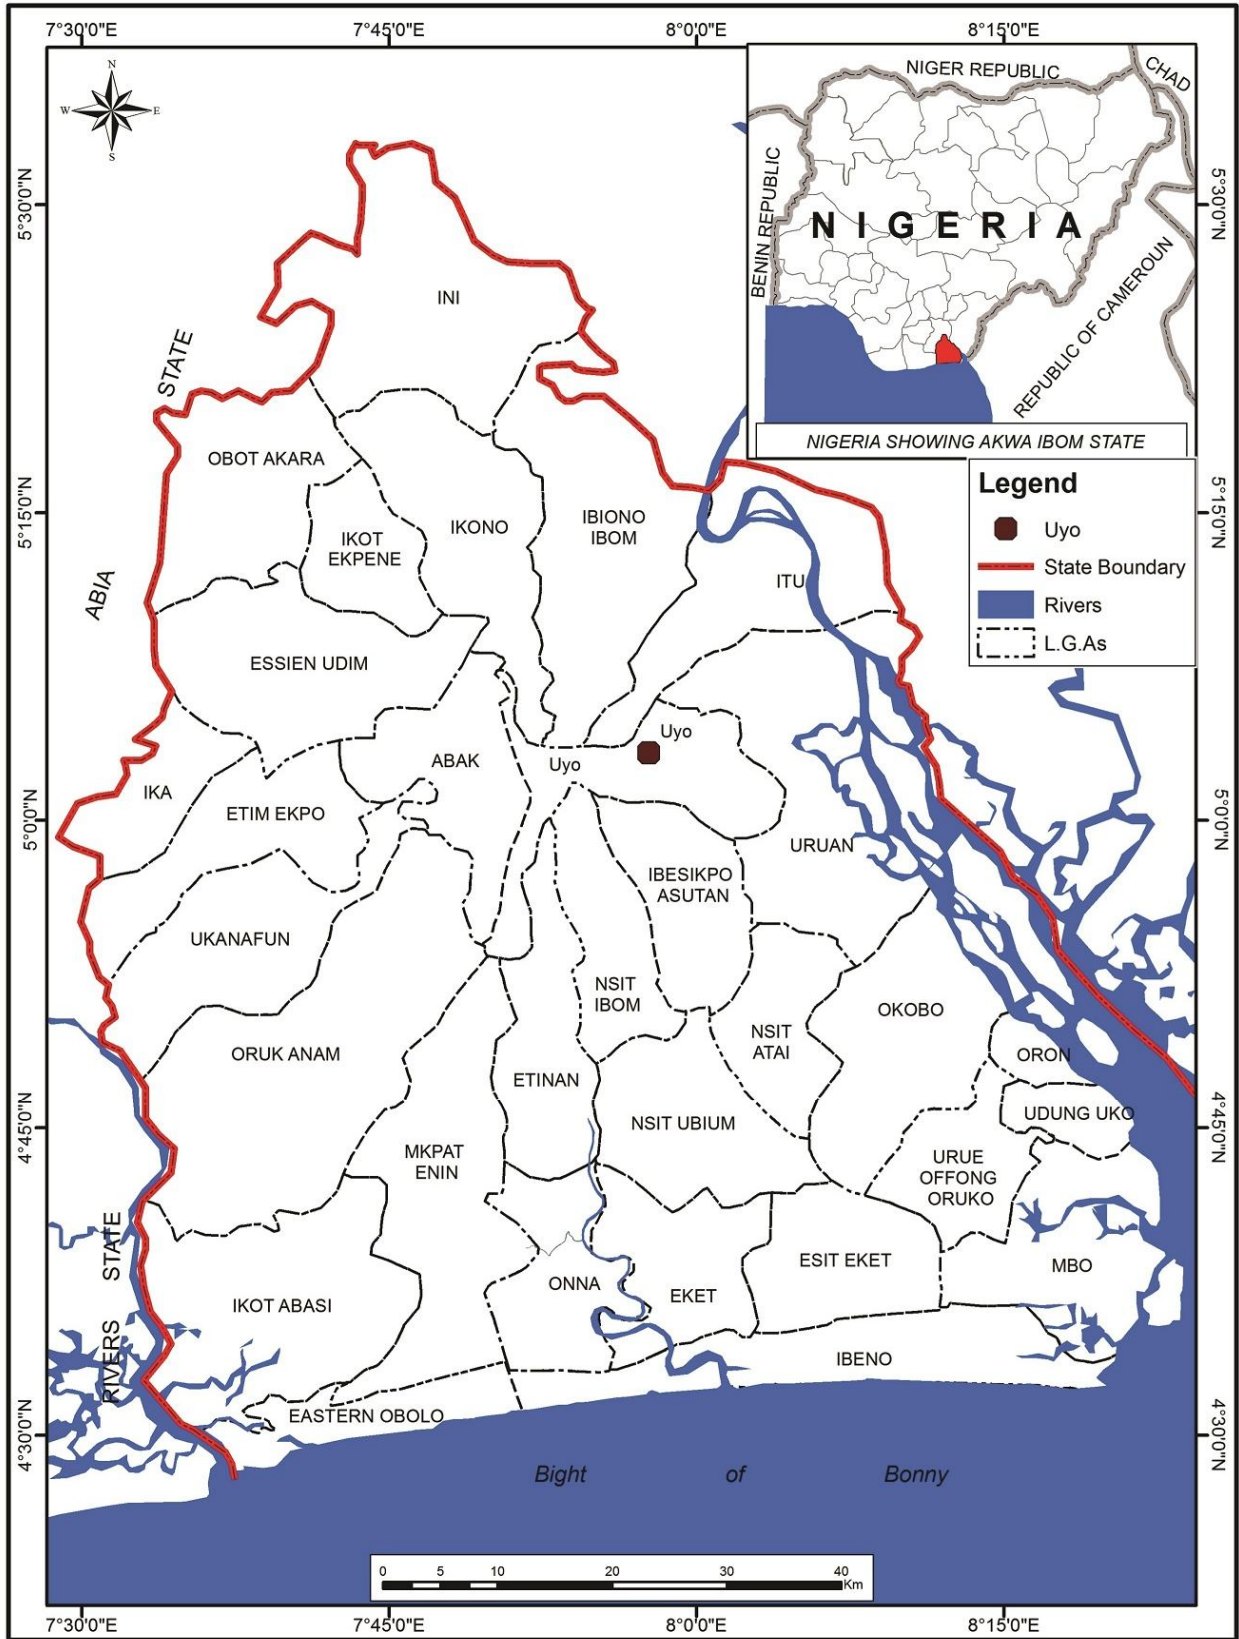 7°30'0"E
7°45'0"E
8°0'0"E
8°15'0"E
N
W
E
S
NIGER REPUBLIC
CHAD
BENIN REPUBLIC
NIGERIA
REPUBLIC OF CAMEROUN
NIGERIA SHOWING AKWA IBOM STATE
Legend
Uyo
State Boundary
Rivers
L.G.As
5°30'0"N
5°30'0"N
5°15'0"N
5°15'0"N
5°0'0"N
5°0'0"N
4°45'0"N
4°45'0"N
4°30'0"N
4°30'0"N
ABIA STATE
RIVERS STATE
INI
OBOT AKARA
IKOT
EKPENE
IKONO
IBIONO
IBOM
ITU
ESSIEN UDIM
Uyo
Uyo
ABAK
IKA
ETIM EKPO
URUAN
IBESIKPO
ASUTAN
UKANAFUN
NSIT
IBOM
OKOBO
NSIT
ATAI
ORUK ANAM
ORON
ETINAN
UDUNG UKO
NSIT UBIUM
MKPAT
ENIN
URUE
OFFONG
ORUKO
ESIT EKET
MBO
ONNA
EKET
IKOT ABASI
IBENO
EASTERN OBOLO
Bight of Bonny
0 5 10 20 30 40
Km
7°30'0"E
7°45'0"E
8°0'0"E
8°15'0"E